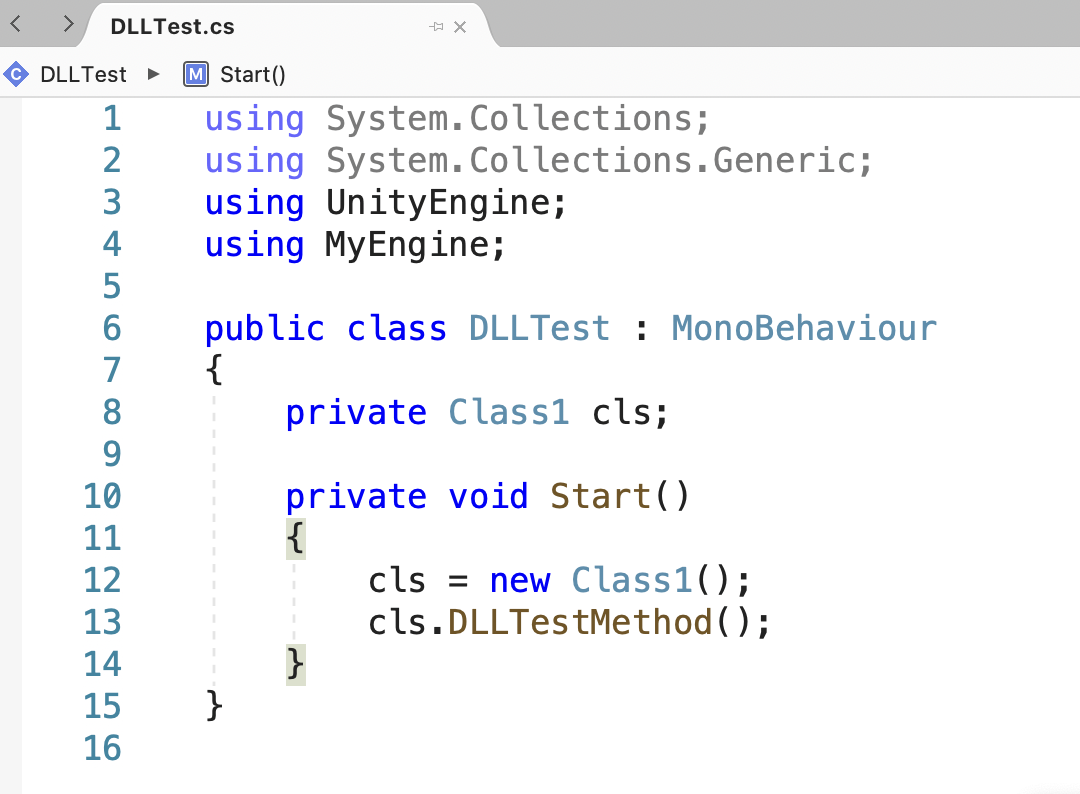 DLLTest.cs
DLLTest ▶ M Start()
1 using System.Collections;
2 using System.Collections.Generic;
3 using UnityEngine;
4 using MyEngine;
5
6 public class DLLTest : MonoBehaviour
7 {
8     private Class1 cls;
9
10     private void Start()
11     {
12         cls = new Class1();
13         cls.DLLTestMethod();
14     }
15 }
16